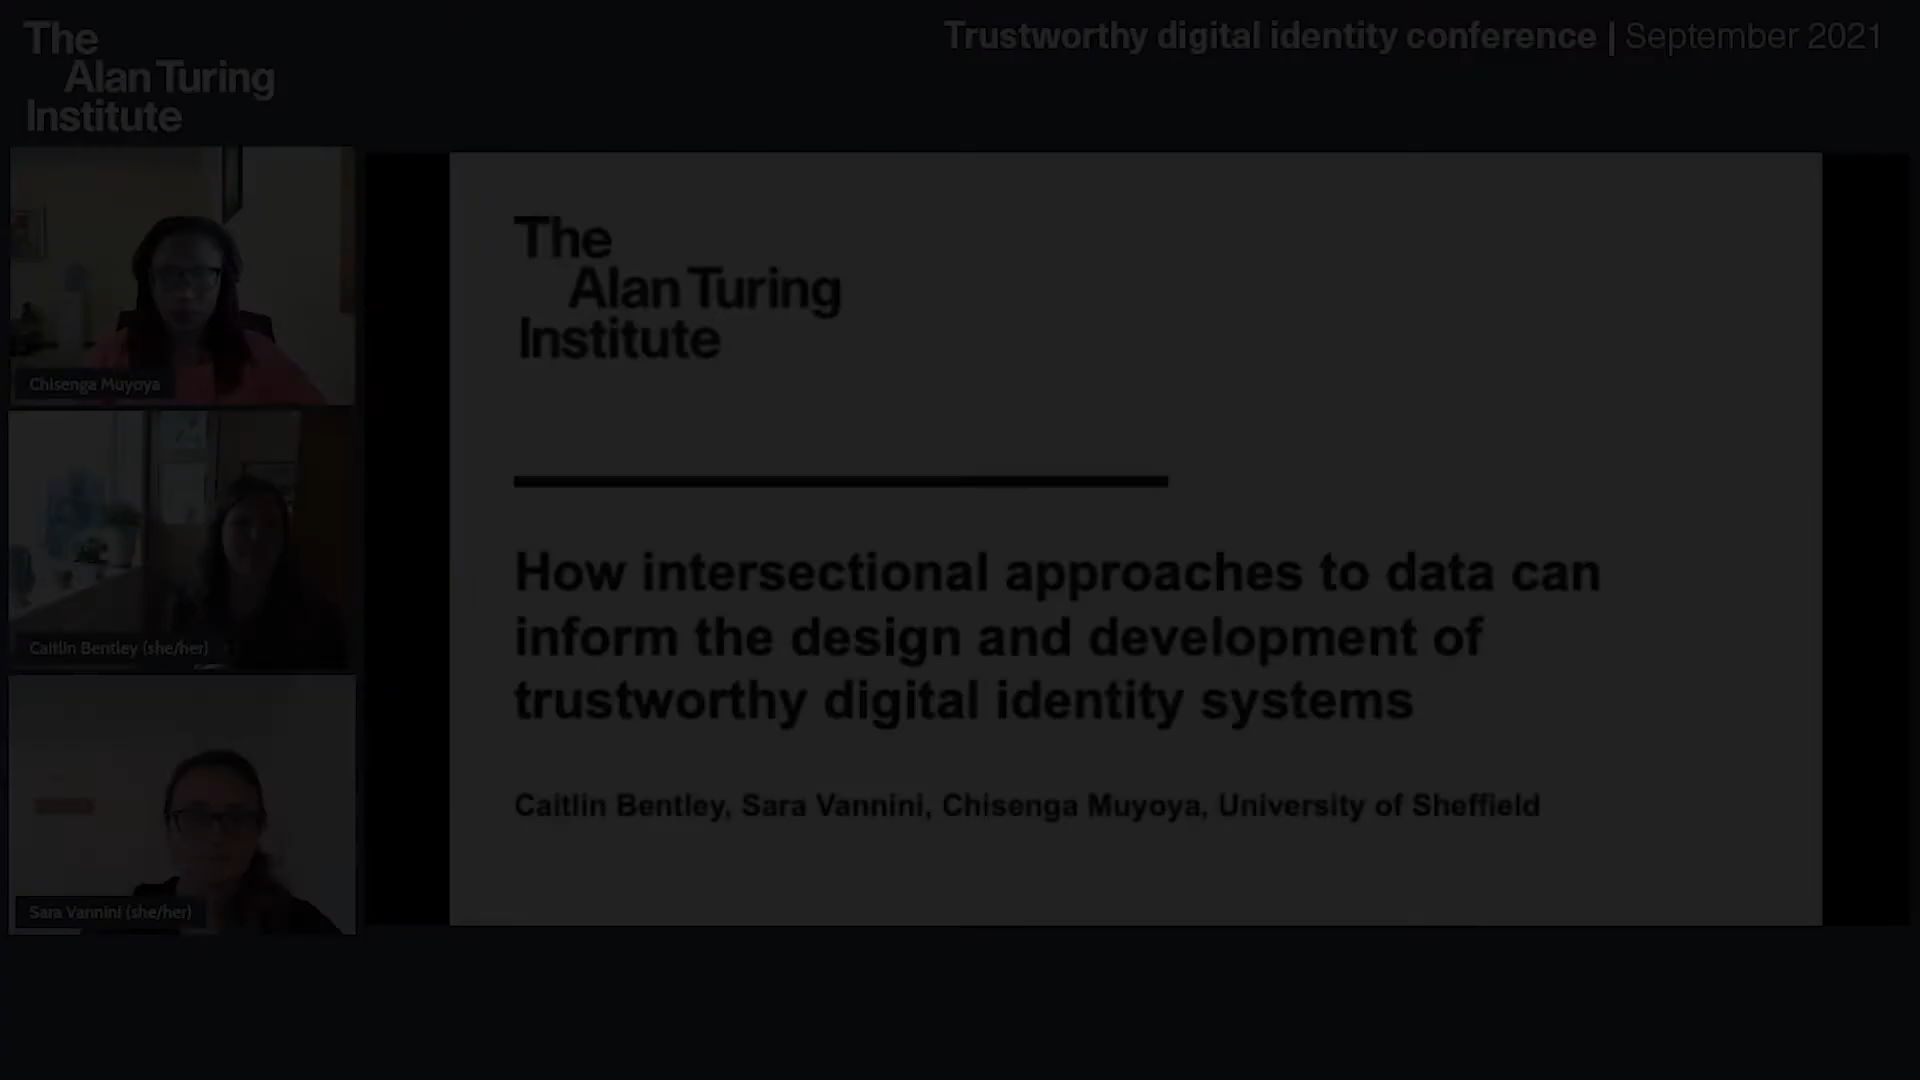 The
Alan Turing
Institute
Trustworthy digital identity conference | September 2021
Chisenga Muyoya
Caitlin Bentley (she/her)
Sara Vannini (she/her)
The
Alan Turing
Institute
How intersectional approaches to data can
inform the design and development of
trustworthy digital identity systems
Caitlin Bentley, Sara Vannini, Chisenga Muyoya, University of Sheffield